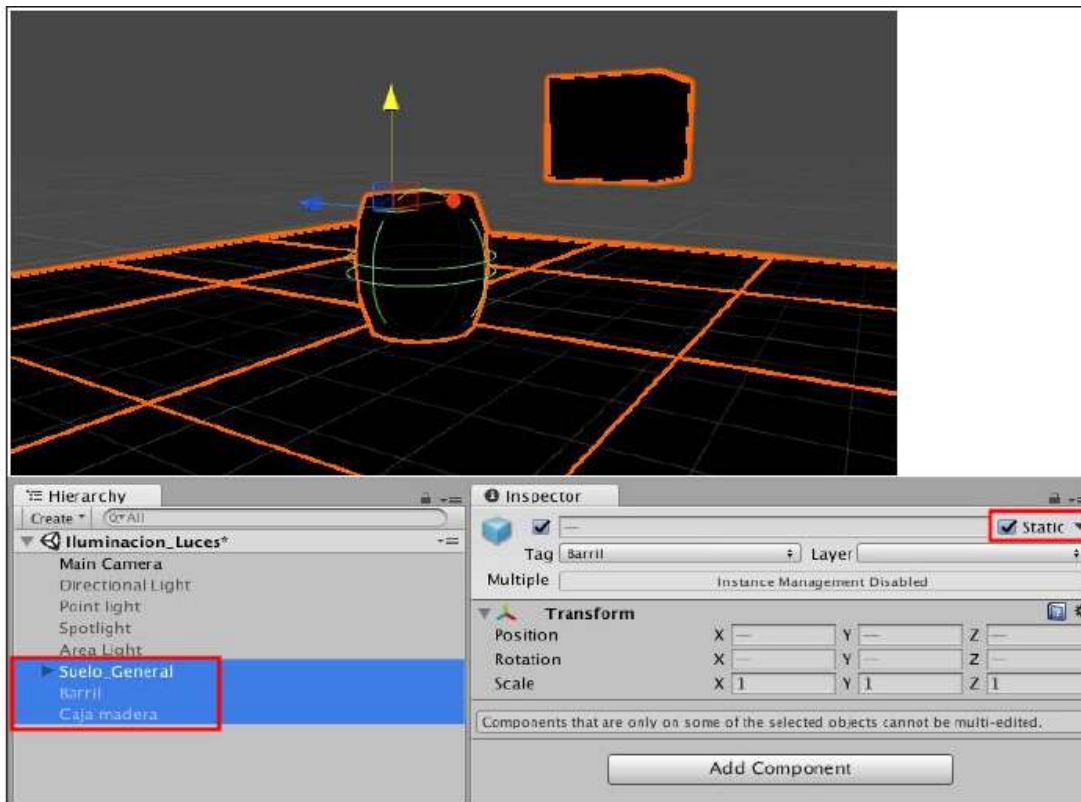 Hierarchy
Create
All
Iluminacion_Luces*
Main Camera
Directional Light
Point light
Spotlight
Area Light
Suelo_General
Barril
Caja madera
Inspector
—
Static
Tag Barril Layer
Multiple Instance Management Disabled
Transform
Position X — Y — Z —
Rotation X — Y — Z —
Scale X 1 Y 1 Z 1
Components that are only on some of the selected objects cannot be multi-edited.
Add Component